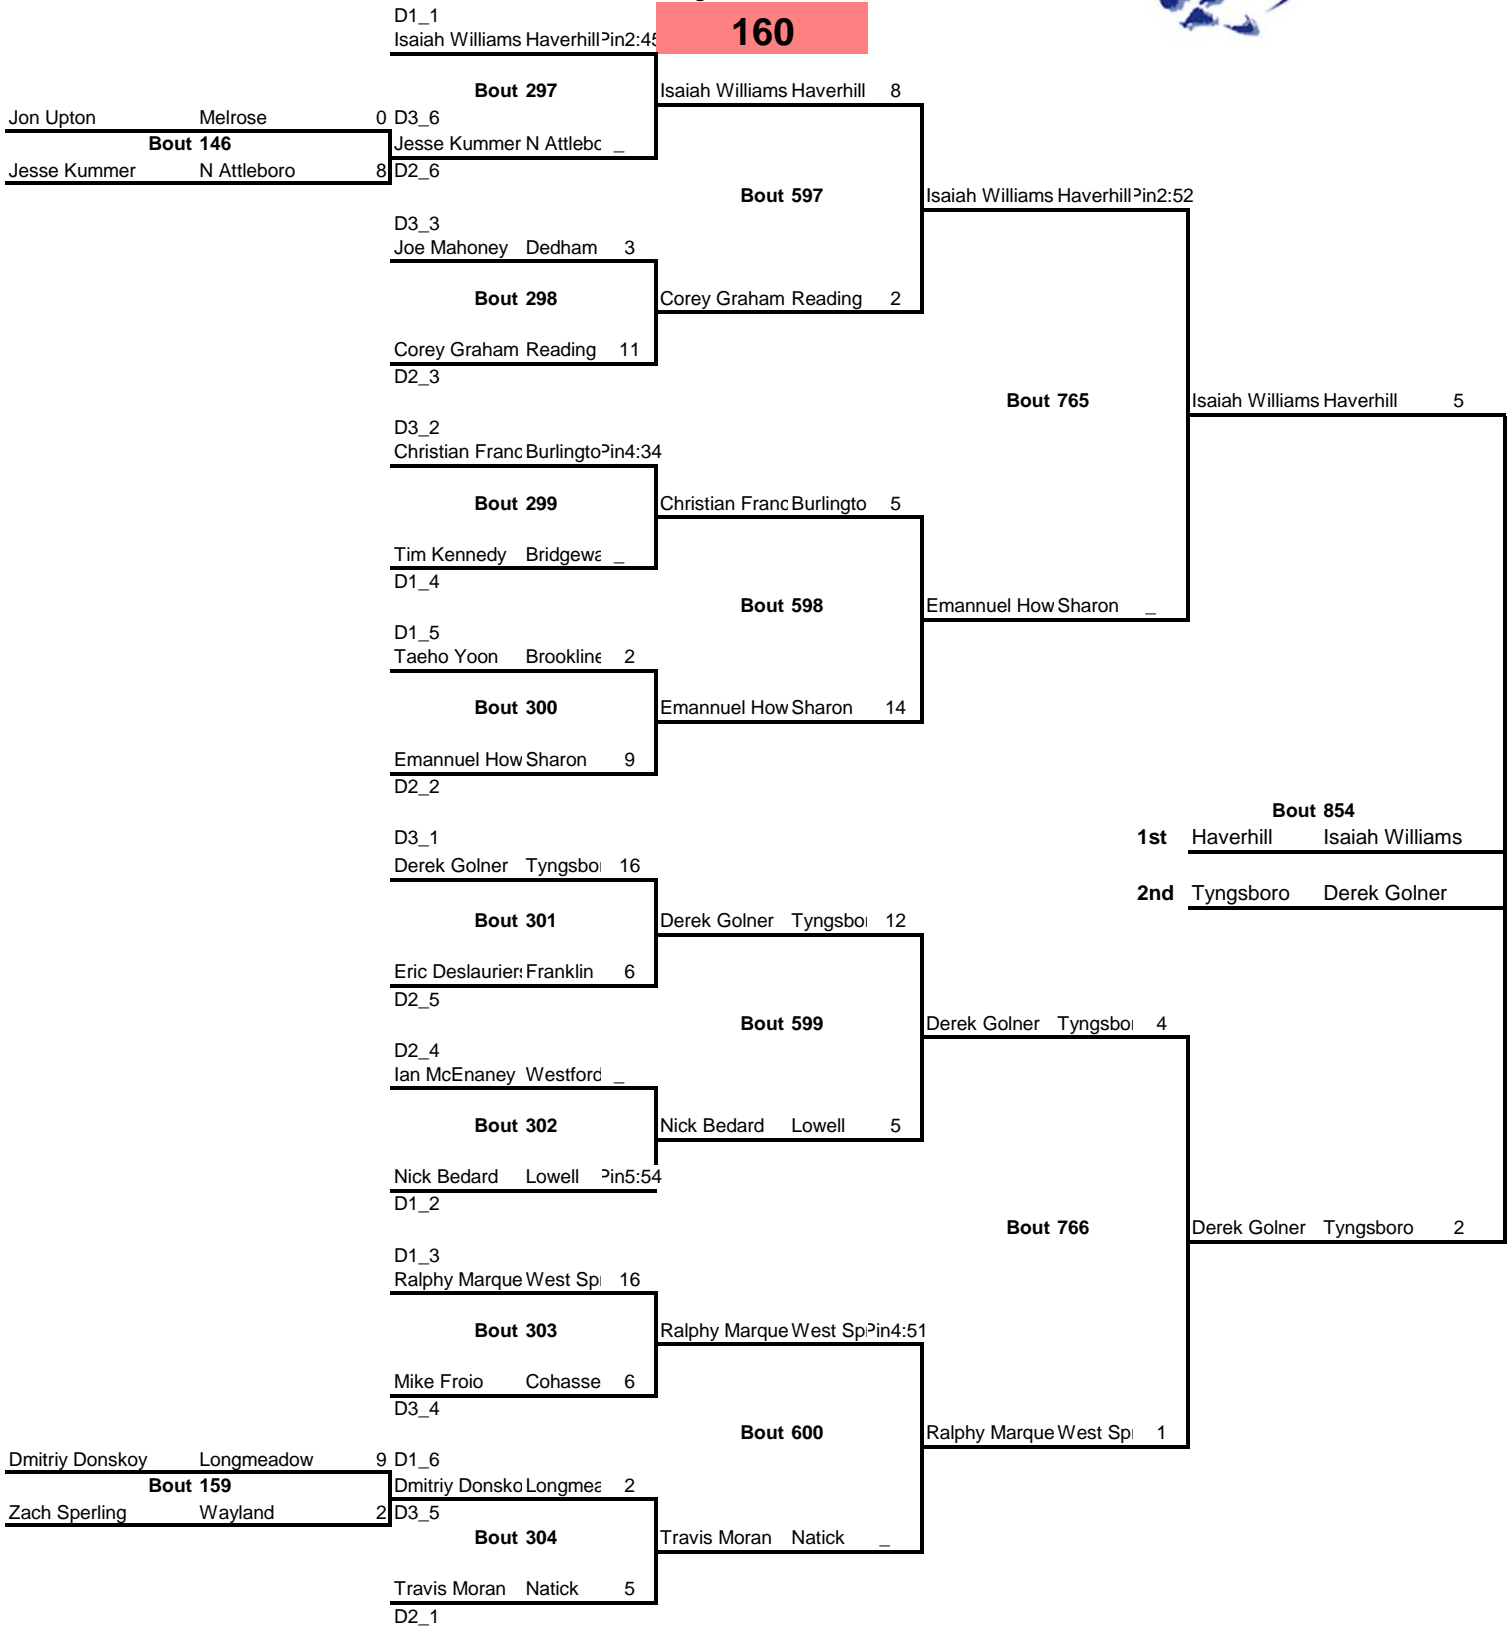 D1_1
160
Isaiah Williams Haverhill Pin2:45
Bout 297
Isaiah Williams Haverhill 8
Jon Upton Melrose 0 D3_6
Bout 146
Jesse Kummer N Attlebo _
Jesse Kummer N Attleboro 8 D2_6
Bout 597
Isaiah Williams Haverhill Pin2:52
D3_3
Joe Mahoney Dedham 3
Bout 298
Corey Graham Reading 2
Corey Graham Reading 11
D2_3
Bout 765
Isaiah Williams Haverhill 5
D3_2
Christian Franc Burlingto Pin4:34
Bout 299
Christian Franc Burlingto 5
Tim Kennedy Bridgewa _
D1_4
Bout 598
Emannuel How Sharon _
D1_5
Taeho Yoon Brookline 2
Bout 300
Emannuel How Sharon 14
Emannuel How Sharon 9
D2_2
Bout 854
D3_1
1st Haverhill Isaiah Williams
Derek Golner Tyngsbor 16
2nd Tyngsboro Derek Golner
Bout 301
Derek Golner Tyngsbor 12
Eric Deslauriers Franklin 6
D2_5
Bout 599
Derek Golner Tyngsbor 4
D2_4
Ian McEnaney Westford _
Bout 302
Nick Bedard Lowell 5
Nick Bedard Lowell Pin5:54
D1_2
Bout 766
Derek Golner Tyngsboro 2
D1_3
Ralphy Marque West Spr 16
Bout 303
Ralphy Marque West Spr Pin4:51
Mike Froio Cohasse 6
D3_4
Bout 600
Ralphy Marque West Spr 1
Dmitriy Donskoy Longmeadow 9 D1_6
Bout 159
Dmitriy Donsko Longmea 2
Zach Sperling Wayland 2 D3_5
Bout 304
Travis Moran Natick _
Travis Moran Natick 5
D2_1